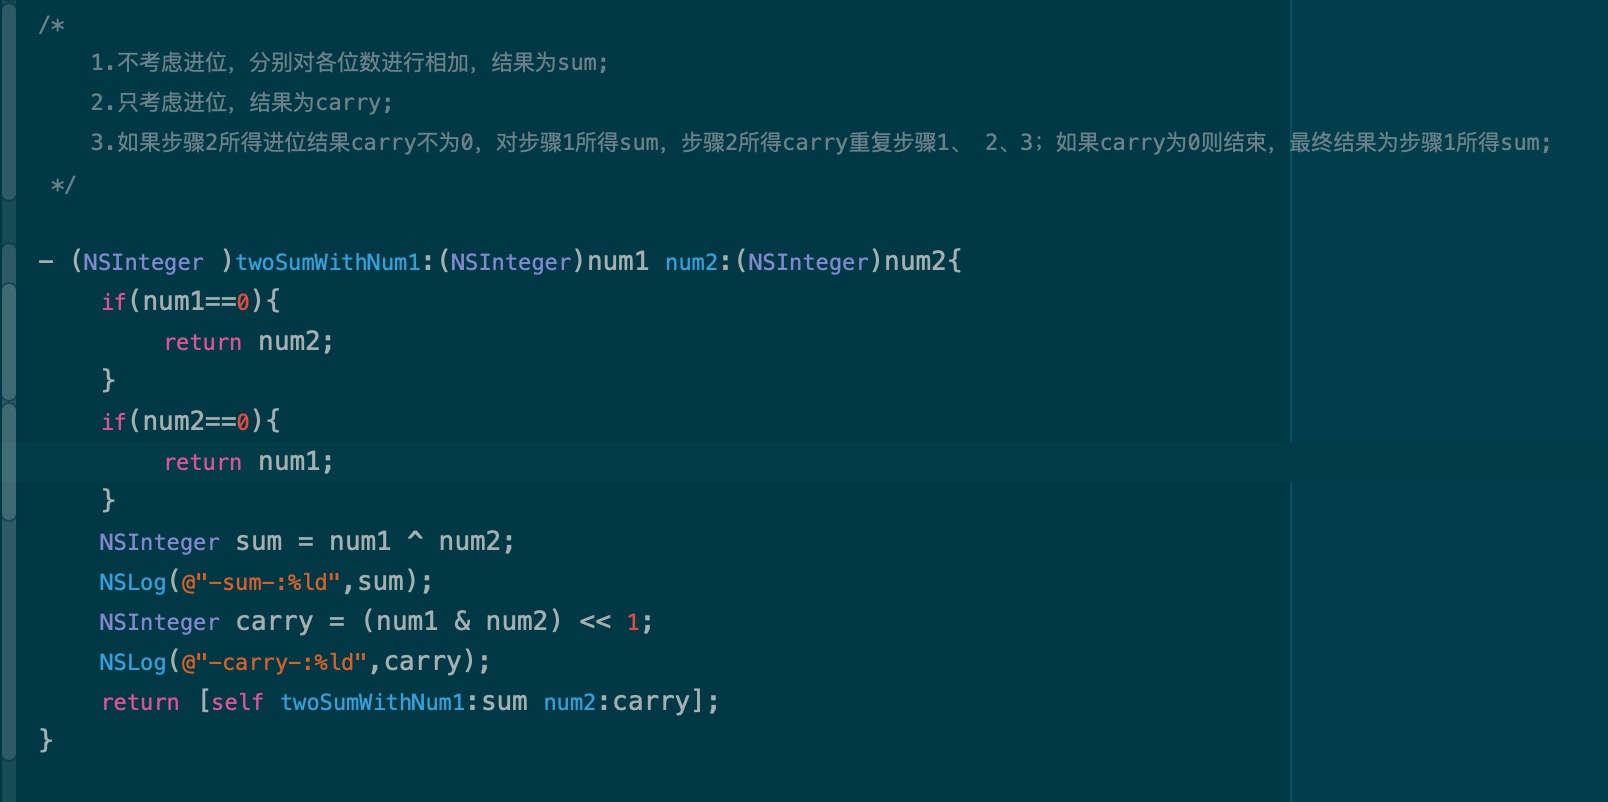 /*
1.不考虑进位，分别对各位数进行相加，结果为sum;
2.只考虑进位，结果为carry;
3.如果步骤2所得进位结果carry不为0，对步骤1所得sum，步骤2所得carry重复步骤1、 2、3；如果carry为0则结束，最终结果为步骤1所得sum;
*/
- (NSInteger )twoSumWithNum1:(NSInteger)num1 num2:(NSInteger)num2{
if(num1==0){
return num2;
}
if(num2==0){
return num1;
}
NSInteger sum = num1 ^ num2;
NSLog(@"-sum-:%ld",sum);
NSInteger carry = (num1 & num2) << 1;
NSLog(@"-carry-:%ld",carry);
return [self twoSumWithNum1:sum num2:carry];
}